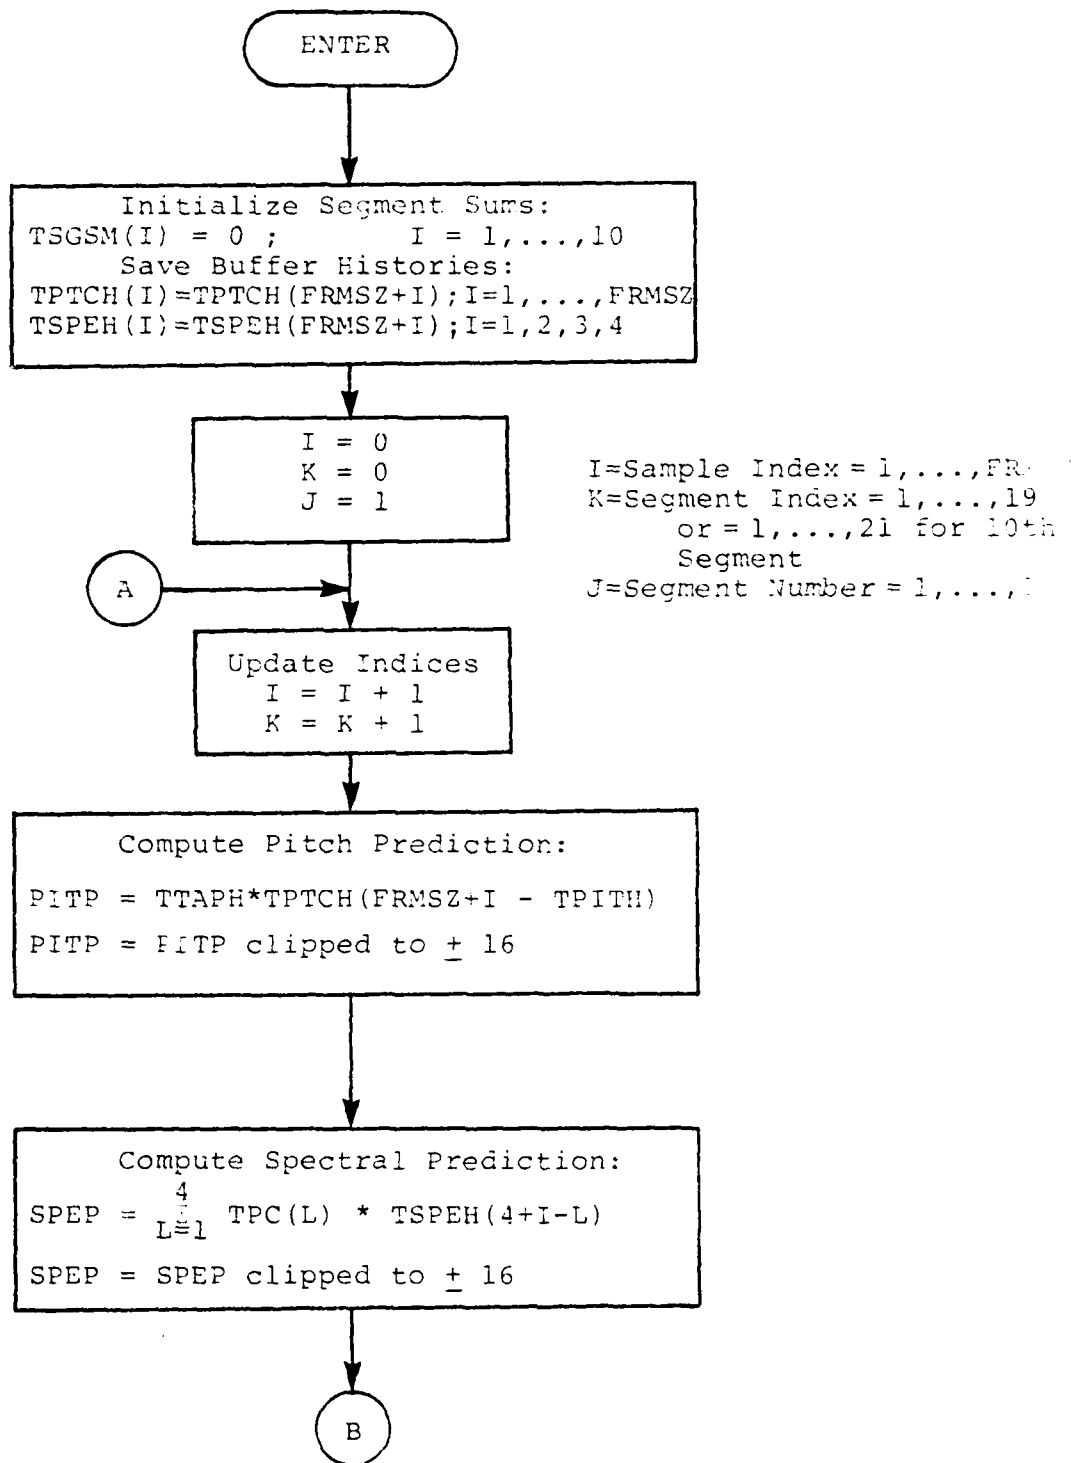 ENTER
Initialize Segment Sums:
TSGSM(I) = 0 ; I = 1,...,10
Save Buffer Histories:
TPTCH(I)=TPTCH(FRMSZ+I);I=1,...,FRMSZ
TSPEH(I)=TSPEH(FRMSZ+I);I=1,2,3,4
I = 0
K = 0
J = 1
I=Sample Index = 1,...,
K=Segment Index = 1,...,19
or = 1,...,21 for 10th
Segment
J=Segment Number = 1,...,
A
Update Indices
I = I + 1
K = K + 1
Compute Pitch Prediction:
PITP = TTAPH*TPTCH(FRMSZ+I - TPITH)
PITP = PITP clipped to ± 16
Compute Spectral Prediction:
4
SPEP = TPC(L) * TSPEH(4+I-L)
L=1
SPEP = SPEP clipped to ± 16
B